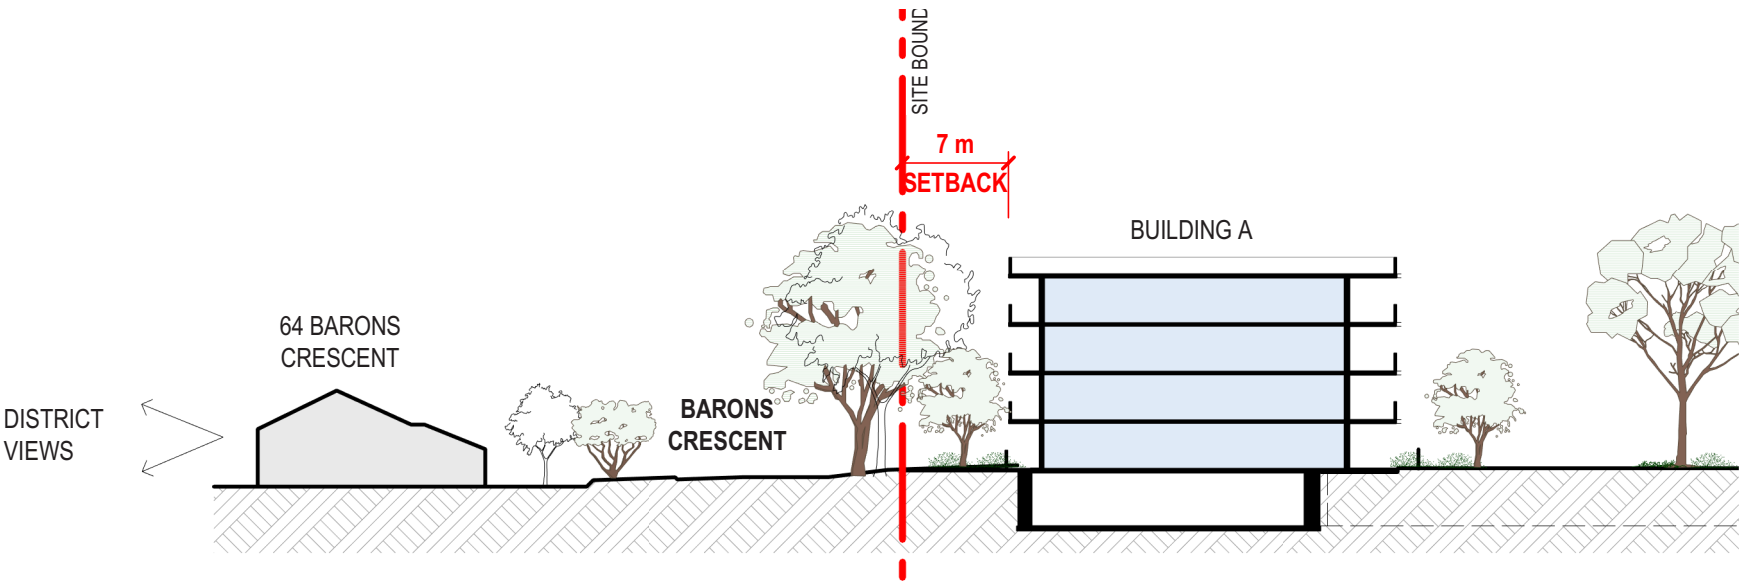 SITE BOUND
7 m
SETBACK
BUILDING A
64 BARONS
CRESCENT
BARONS
CRESCENT
DISTRICT
VIEWS